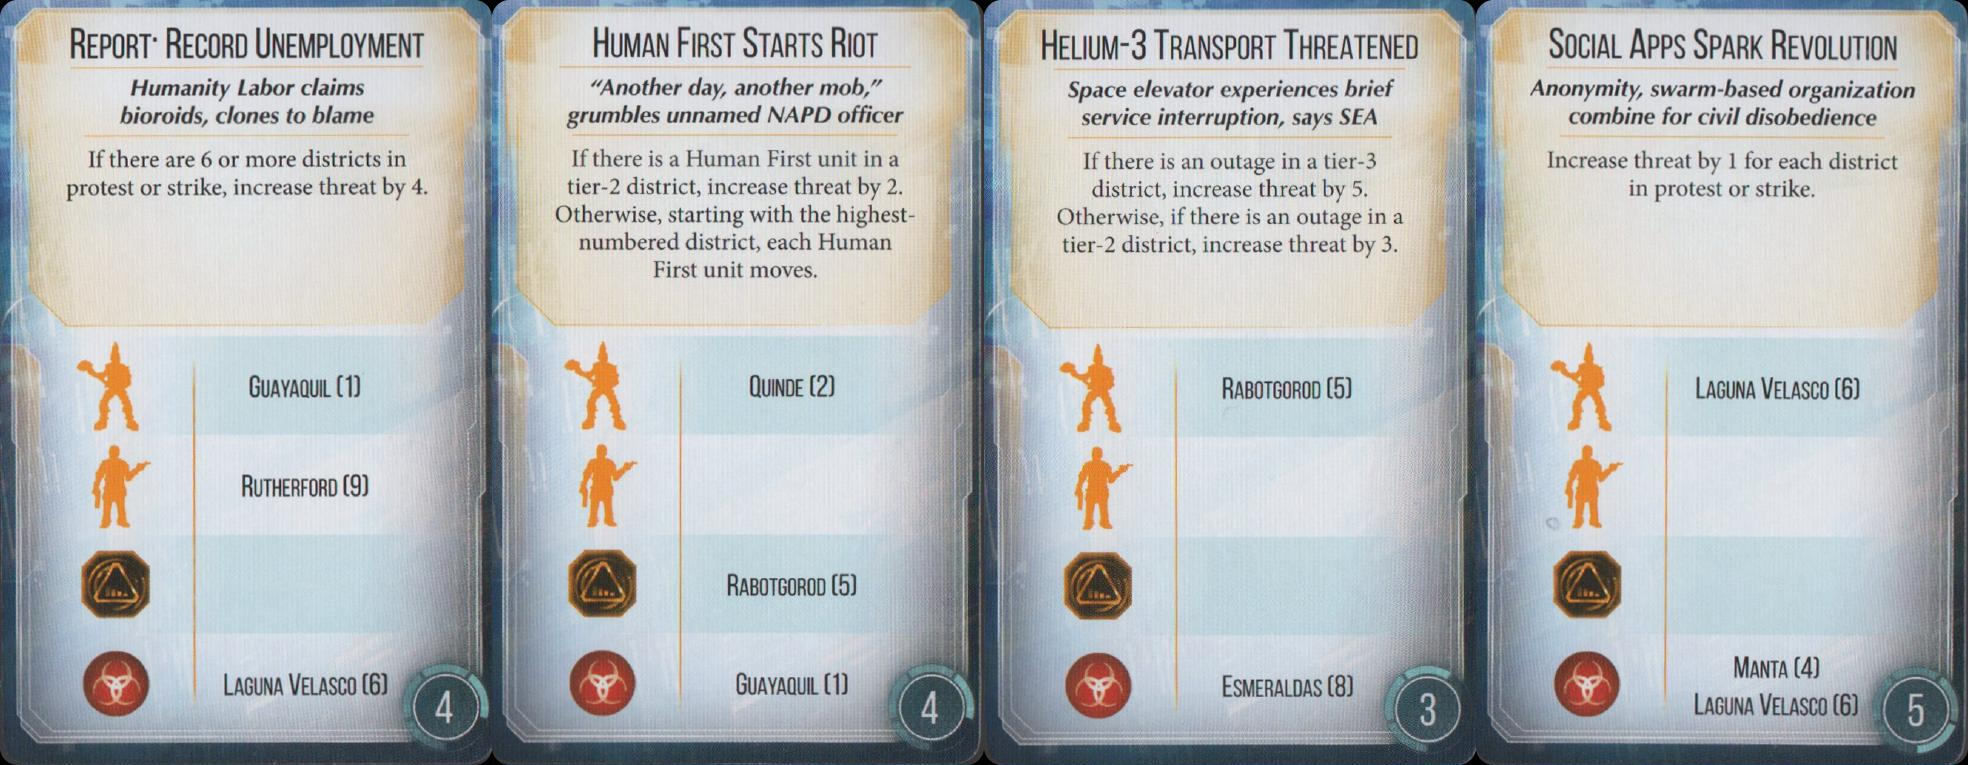 Report: Record Unemployment
Humanity Labor claims
bioroids, clones to blame
If there are 6 or more districts in
protest or strike, increase threat by 4.
Guayaquil (1)
Rutherford (9)
Laguna Velasco (6)
4
Human First Starts Riot
“Another day, another mob,”
grumbles unnamed NAPD officer
If there is a Human First unit in a
tier-2 district, increase threat by 2.
Otherwise, starting with the highest-
numbered district, each Human
First unit moves.
Quinde (2)
Rabotgorod (5)
Guayaquil (1)
4
Helium-3 Transport Threatened
Space elevator experiences brief
service interruption, says SEA
If there is an outage in a tier-3
district, increase threat by 5.
Otherwise, if there is an outage in a
tier-2 district, increase threat by 3.
Rabotgorod (5)
Esmeraldas (8)
3
Social Apps Spark Revolution
Anonymity, swarm-based organization
combine for civil disobedience
Increase threat by 1 for each district
in protest or strike.
Laguna Velasco (6)
Manta (4)
Laguna Velasco (6)
5